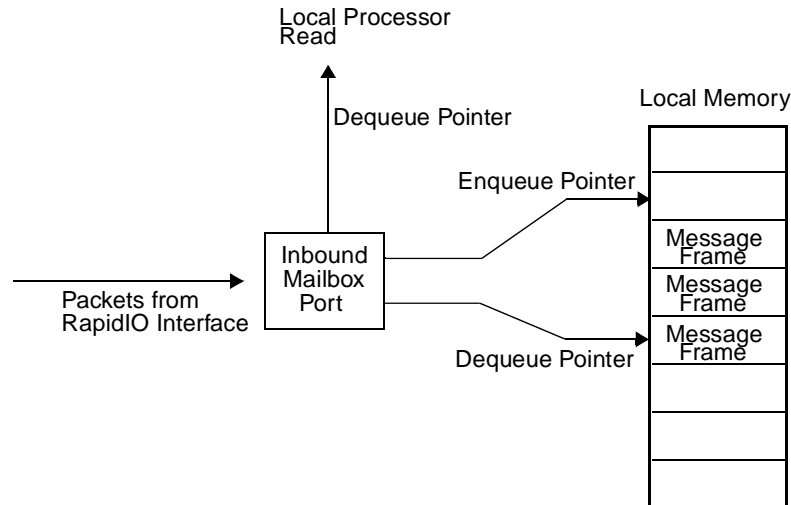 Local Processor
Read
Dequeue Pointer
Local Memory
Enqueue Pointer
Inbound
Mailbox
Port
Packets from
RapidIO Interface
Message
Frame
Message
Frame
Message
Frame
Dequeue Pointer